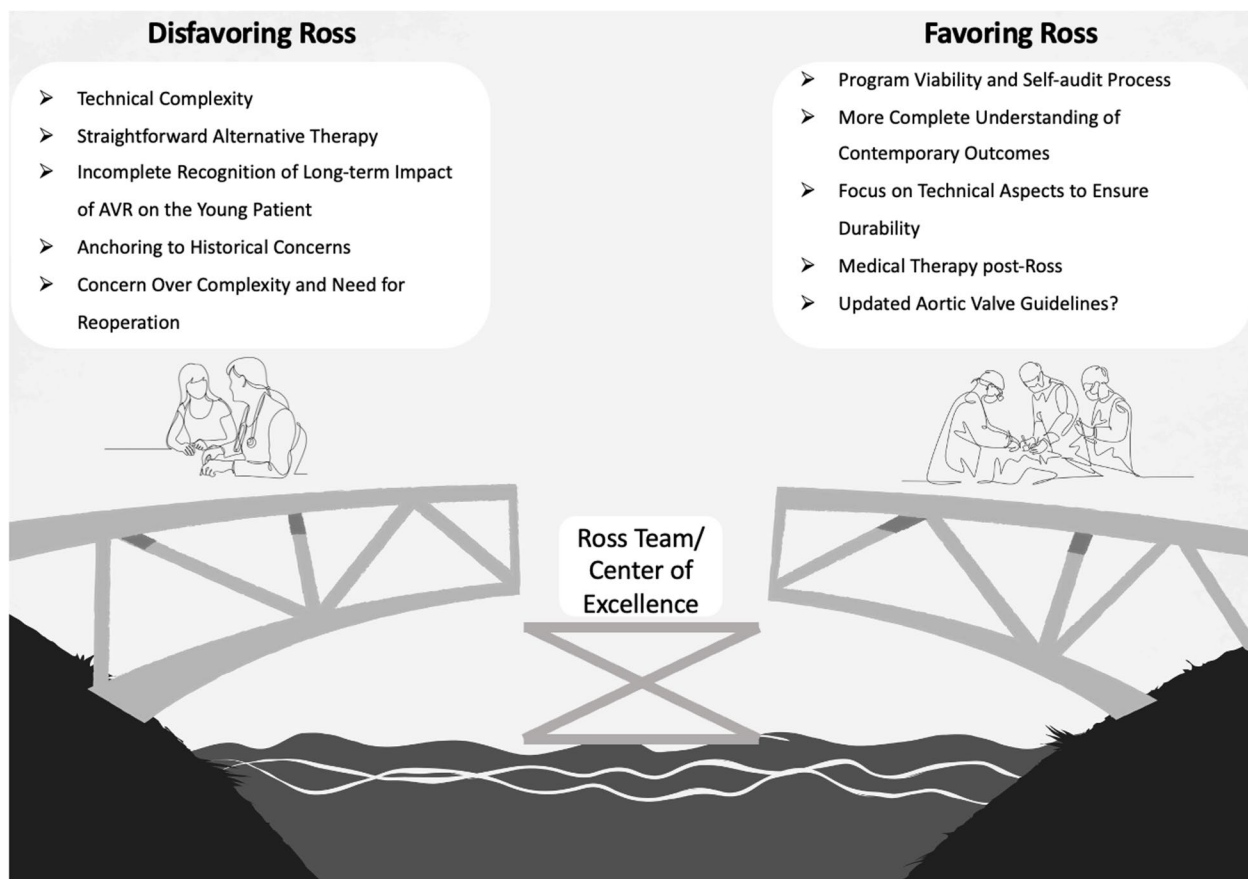 Disfavoring Ross
➤ Technical Complexity
➤ Straightforward Alternative Therapy
➤ Incomplete Recognition of Long-term Impact
of AVR on the Young Patient
➤ Anchoring to Historical Concerns
➤ Concern Over Complexity and Need for
Reoperation
Favoring Ross
➤ Program Viability and Self-audit Process
➤ More Complete Understanding of
Contemporary Outcomes
➤ Focus on Technical Aspects to Ensure
Durability
➤ Medical Therapy post-Ross
➤ Updated Aortic Valve Guidelines?
Ross Team/
Center of
Excellence